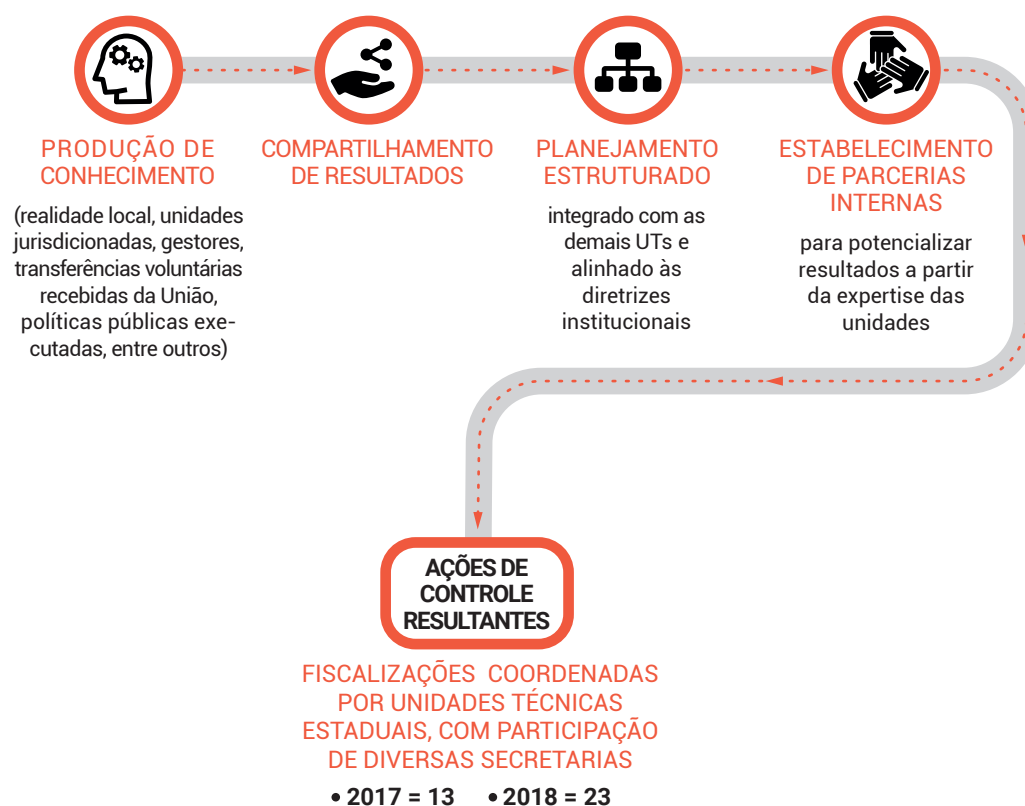 PRODUÇÃO DE
CONHECIMENTO
(realidade local, unidades
jurisdicionadas, gestores,
transferências voluntárias
recebidas da União,
políticas públicas exe-
cutadas, entre outros)
COMPARTILHAMENTO
DE RESULTADOS
PLANEJAMENTO
ESTRUTURADO
integrado com as
demais UTs e
alinhado às
diretrizes
institucionais
ESTABELECIMENTO
DE PARCERIAS
INTERNAS
para potencializar
resultados a partir
da expertise das
unidades
AÇÕES DE
CONTROLE
RESULTANTES
FISCALIZAÇÕES COORDENADAS
POR UNIDADES TÉCNICAS
ESTADUAIS, COM PARTICIPAÇÃO
DE DIVERSAS SECRETARIAS
• 2017 = 13 • 2018 = 23